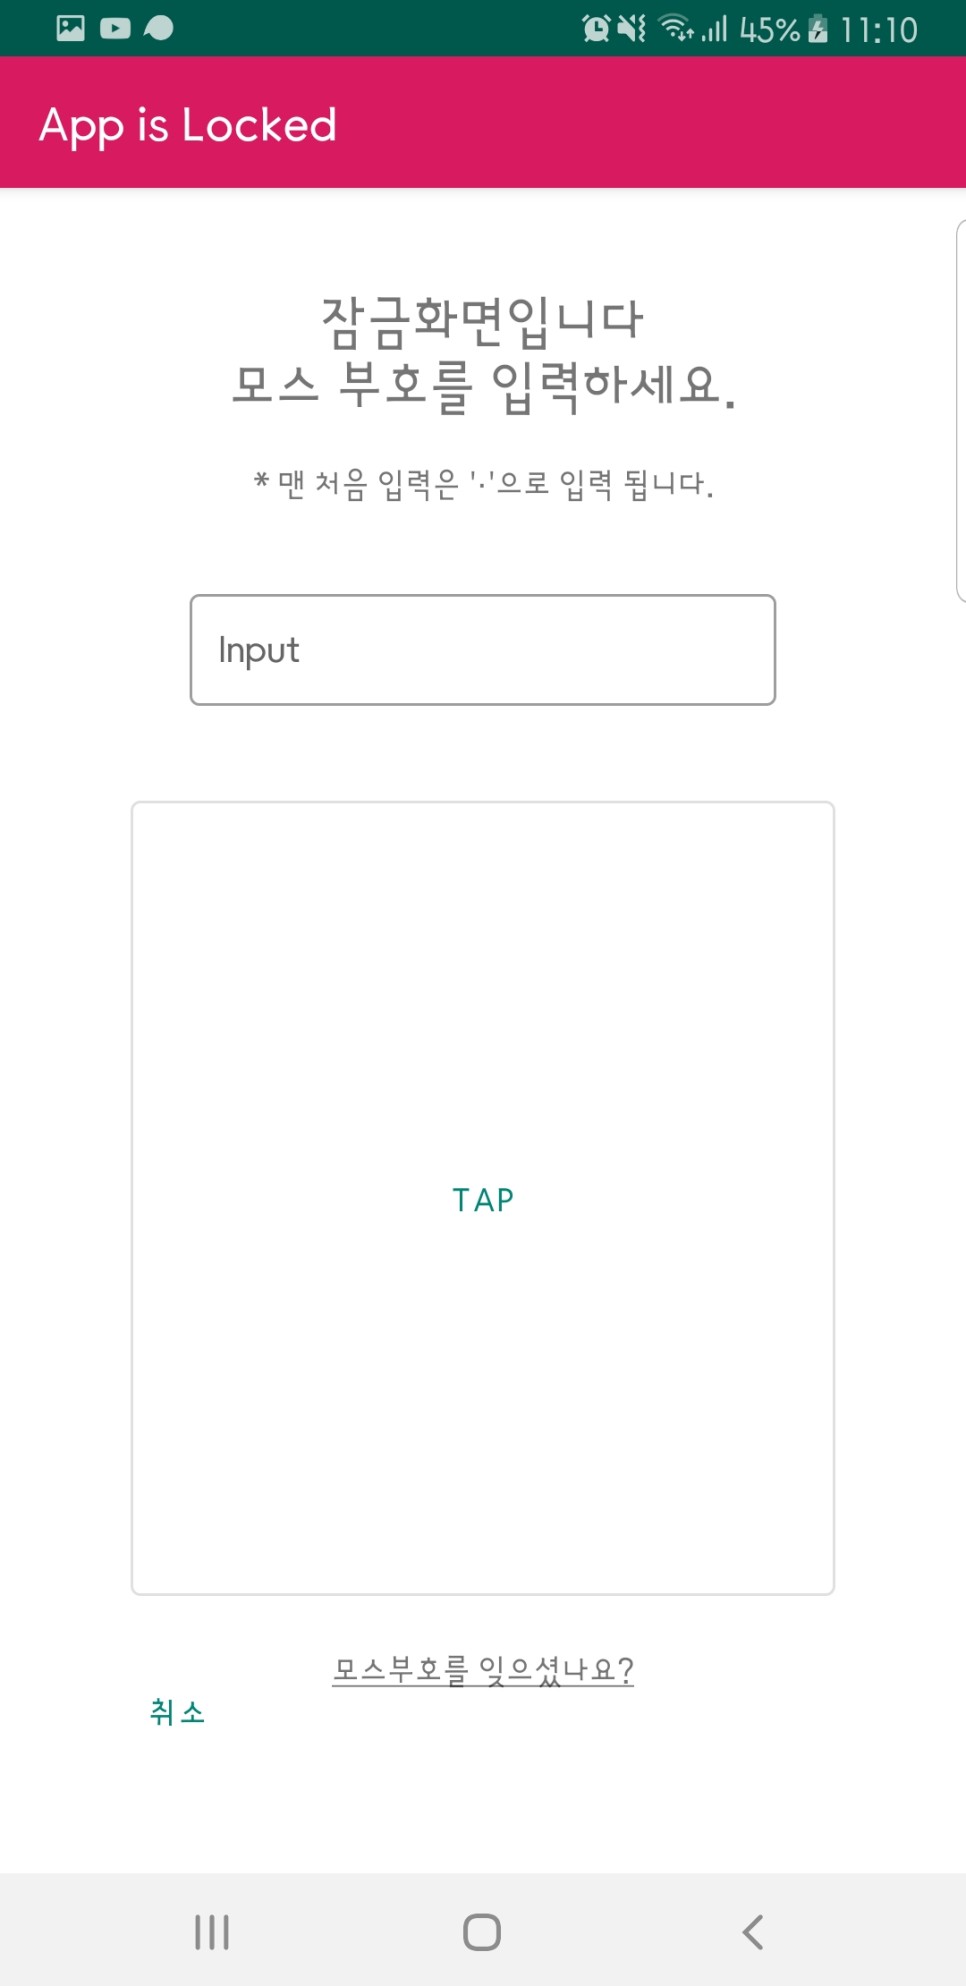 45% 11:10
App is Locked
잠금화면입니다
모스 부호를 입력하세요.
* 맨 처음 입력은 '·'으로 입력 됩니다.
Input
TAP
모스부호를 잊으셨나요?
취소